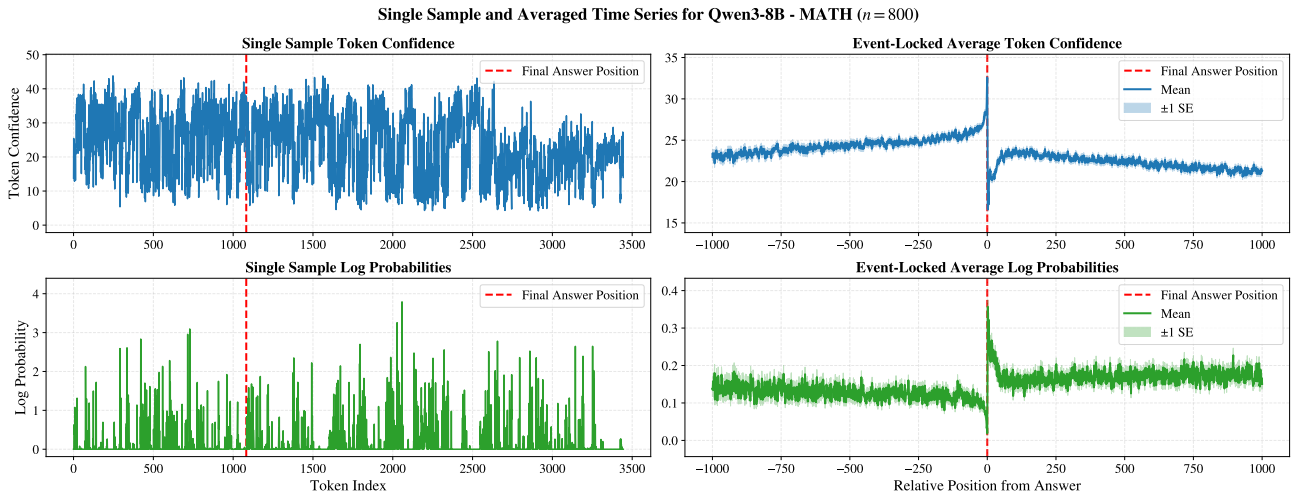 Single Sample and Averaged Time Series for Qwen3-8B - MATH (n = 800)
Single Sample Token Confidence
Token Confidence
50
40
30
20
10
0
Final Answer Position
0 500 1000 1500 2000 2500 3000 3500
Event-Locked Average Token Confidence
35
30
25
20
15
Final Answer Position
Mean
±1 SE
−1000 −750 −500 −250 0 250 500 750 1000
Single Sample Log Probabilities
Log Probability
4
3
2
1
0
Final Answer Position
0 500 1000 1500 2000 2500 3000 3500
Token Index
Event-Locked Average Log Probabilities
0.4
0.3
0.2
0.1
0.0
Final Answer Position
Mean
±1 SE
−1000 −750 −500 −250 0 250 500 750 1000
Relative Position from Answer